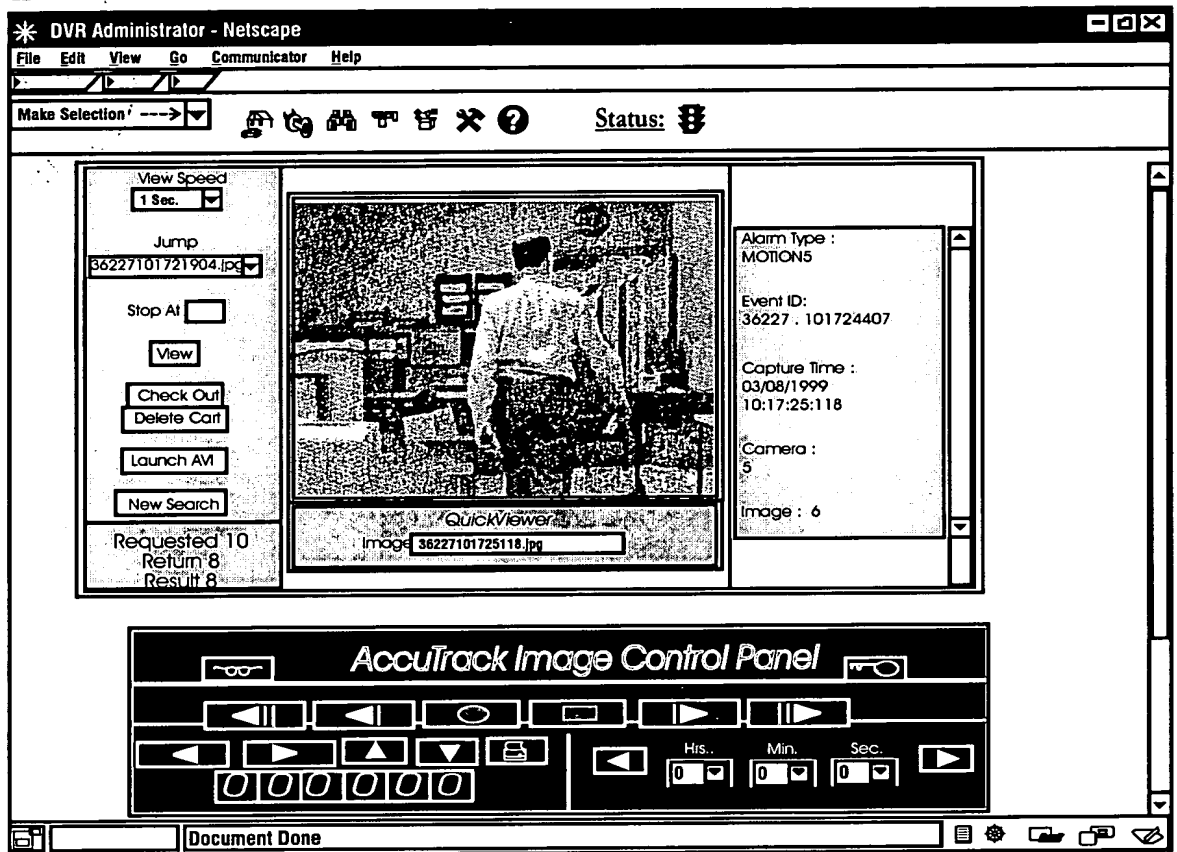 DVR Administrator - Netscape
File Edit View Go Communicator Help
Make Selection ---> Status:
View Speed
1 Sec.
Jump
36227101721904.jpg
Stop At
View
Check Out
Delete Cart
Launch AVI
New Search
Requested 10
Return 8
Result 8
QuickViewer
Image 36227101725118.jpg
Alarm Type :
MOTION5
Event ID:
36227 . 101724407
Capture Time :
03/08/1999
10:17:25:118
Camera :
5
Image : 6
AccuTrack Image Control Panel
Hrs.. Min. Sec.
0 0 0
000000
Document Done